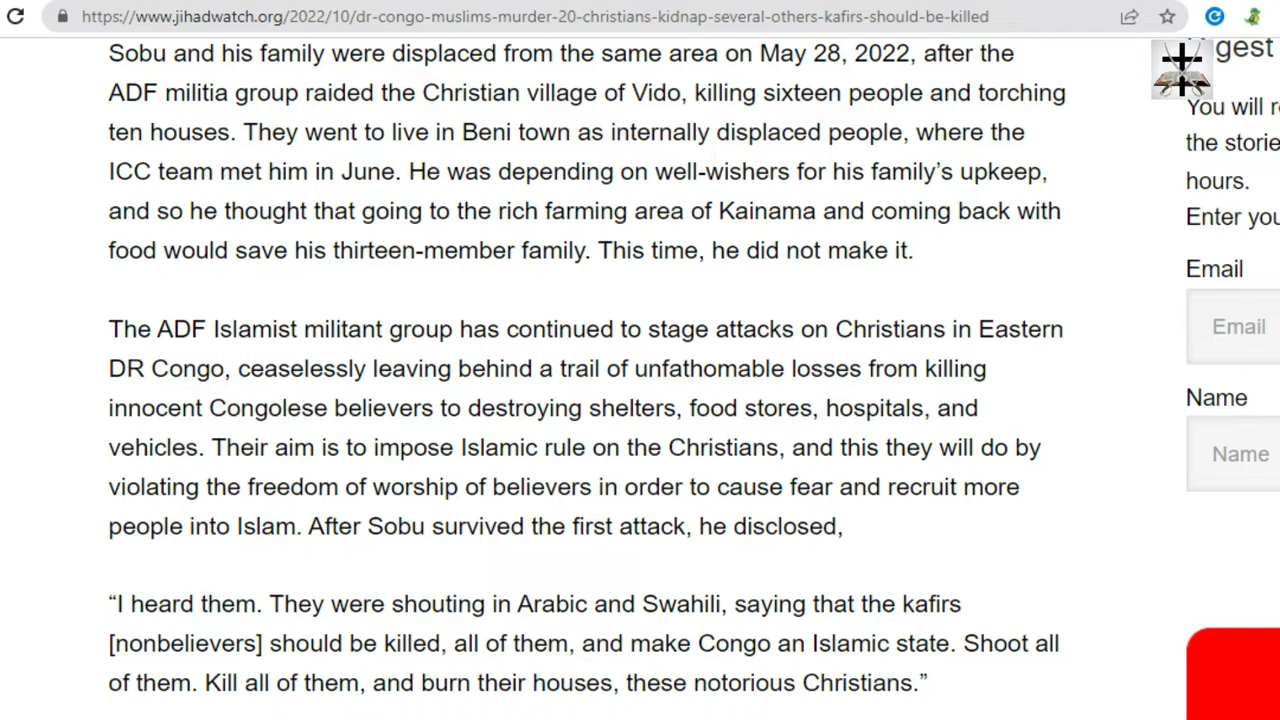 https://www.jihadwatch.org/2022/10/dr-congo-muslims-murder-20-christians-kidnap-several-others-kafirs-should-be-killed
Sobu and his family were displaced from the same area on May 28, 2022, after the
ADF militia group raided the Christian village of Vido, killing sixteen people and torching
ten houses. They went to live in Beni town as internally displaced people, where the
ICC team met him in June. He was depending on well-wishers for his family’s upkeep,
and so he thought that going to the rich farming area of Kainama and coming back with
food would save his thirteen-member family. This time, he did not make it.
The ADF Islamist militant group has continued to stage attacks on Christians in Eastern
DR Congo, ceaselessly leaving behind a trail of unfathomable losses from killing
innocent Congolese believers to destroying shelters, food stores, hospitals, and
vehicles. Their aim is to impose Islamic rule on the Christians, and this they will do by
violating the freedom of worship of believers in order to cause fear and recruit more
people into Islam. After Sobu survived the first attack, he disclosed,
“I heard them. They were shouting in Arabic and Swahili, saying that the kafirs
[nonbelievers] should be killed, all of them, and make Congo an Islamic state. Shoot all
of them. Kill all of them, and burn their houses, these notorious Christians.”
gest
You will r
the storie
hours.
Enter you
Email
Email
Name
Name